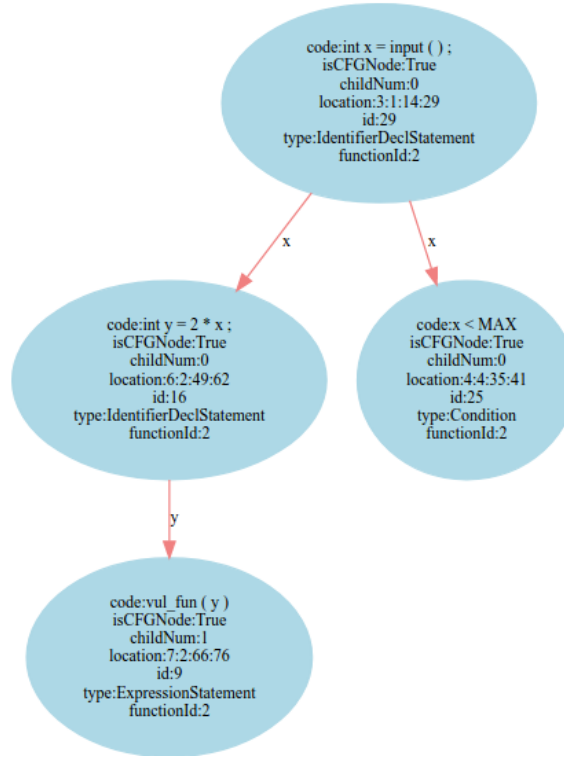 code:int x = input ( ) ;
isCFGNode:True
childNum:0
location:3:1:14:29
id:29
type:IdentifierDeclStatement
functionId:2
x
x
code:int y = 2 * x ;
isCFGNode:True
childNum:0
location:6:2:49:62
id:16
type:IdentifierDeclStatement
functionId:2
code:x < MAX
isCFGNode:True
childNum:0
location:4:4:35:41
id:25
type:Condition
functionId:2
y
code:vul_fun ( y )
isCFGNode:True
childNum:1
location:7:2:66:76
id:9
type:ExpressionStatement
functionId:2